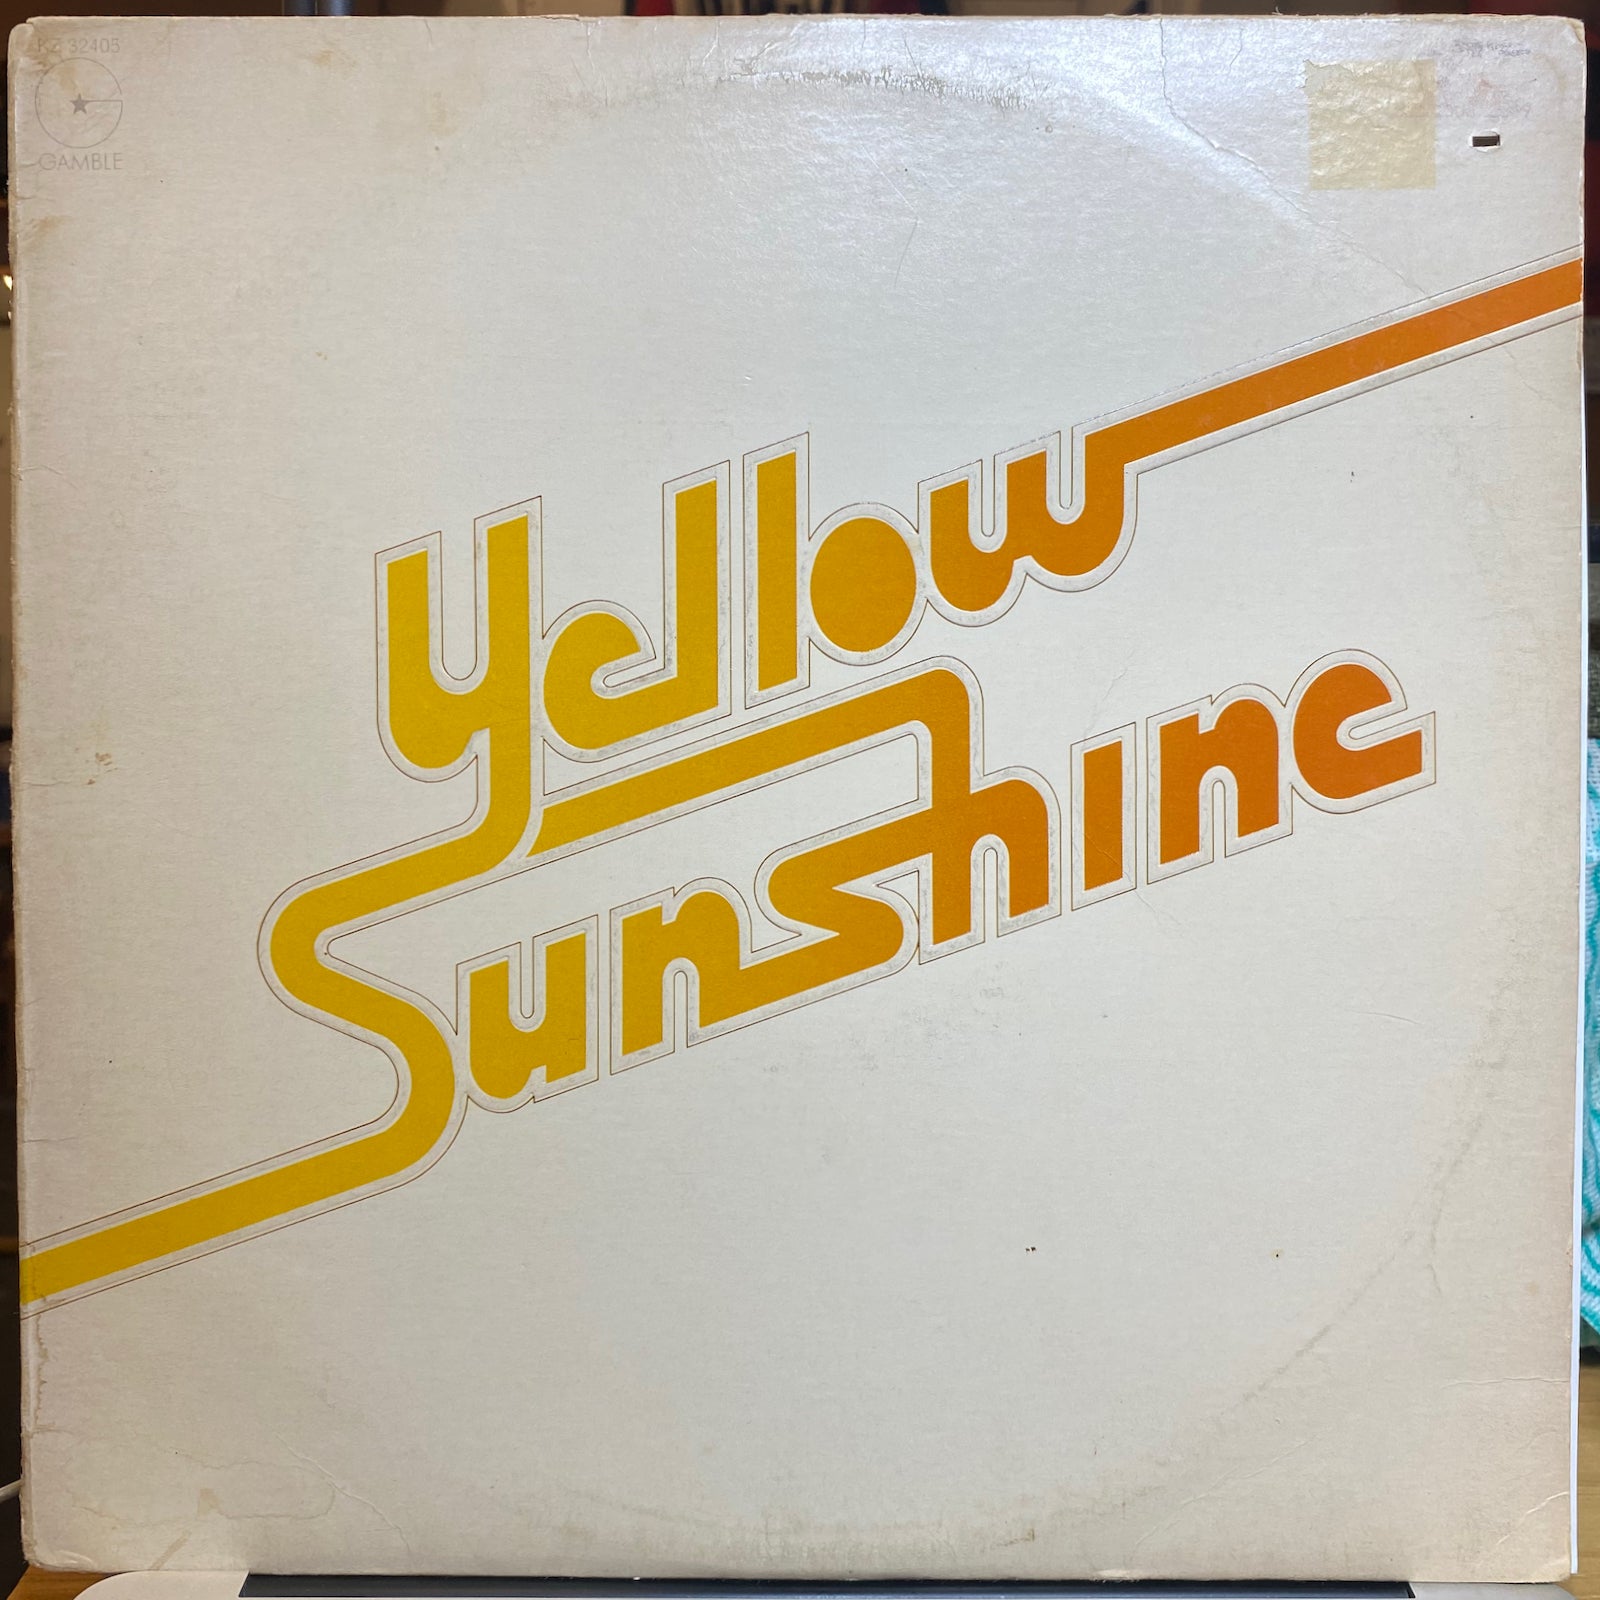 KZ 32405
GAMBLE
Yellow
Sunshine